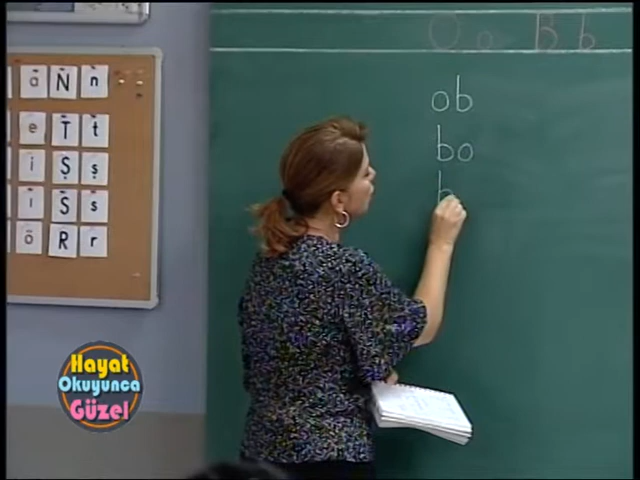 O o B b
ob
bo
b
a N n
e T t
i Ş ş
ı S s
ö R r
Hayat
Okuyunca
Güzel